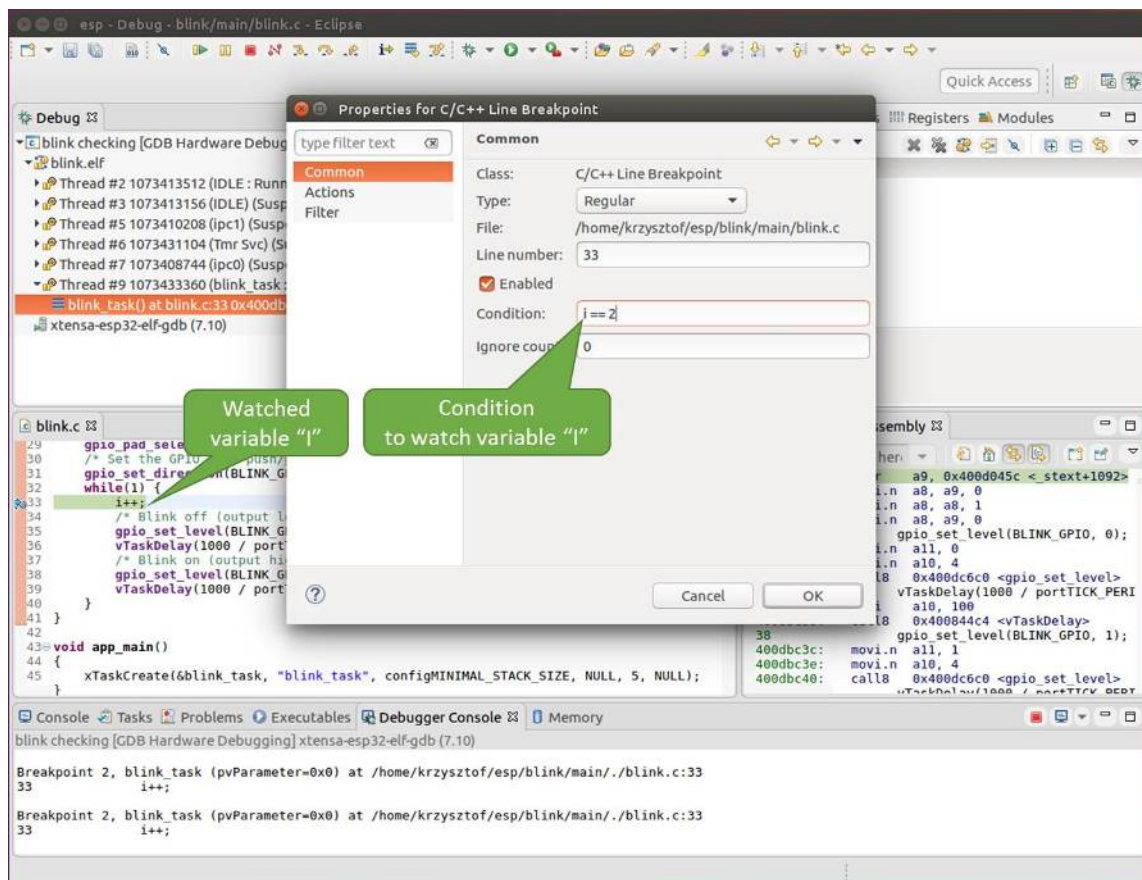 esp - Debug - blink/main/blink.c - Eclipse
Quick Access
Debug
Registers Modules
blink checking [GDB Hardware Debug
blink.elf
Thread #2 1073413512 (IDLE : Runn
Thread #3 1073413156 (IDLE) (Susp
Thread #5 1073410208 (ipc1) (Susp
Thread #6 1073431104 (Tmr Svc) (S
Thread #7 1073408744 (ipc0) (Susp
Thread #9 1073433360 (blink_task :
blink_task() at blink.c:33 0x400db
xtensa-esp32-elf-gdb (7.10)
Properties for C/C++ Line Breakpoint
type filter text
Common
Actions
Filter
Common
Class: C/C++ Line Breakpoint
Type: Regular
File: /home/krzysztof/esp/blink/main/blink.c
Line number: 33
Enabled
Condition: i == 2
Ignore coun 0
Cancel OK
Watched
variable "I"
Condition
to watch variable "I"
blink.c
29 gpio_pad_sele
30 /* Set the GPIO push/
31 gpio_set_dire on(BLINK_G
32 while(1) {
33 i++;
34 /* Blink off (output l
35 gpio_set_level(BLINK_G
36 vTaskDelay(1000 / port
37 /* Blink on (output hi
38 gpio_set_level(BLINK_G
39 vTaskDelay(1000 / port
40 }
41 }
42
43 void app_main()
44 {
45 xTaskCreate(&blink_task, "blink_task", configMINIMAL_STACK_SIZE, NULL, 5, NULL);
}
sembly
her
r a9, 0x400d045c <_stext+1092>
i.n a8, a9, 0
i.n a8, a8, 1
i.n a8, a9, 0
gpio_set_level(BLINK_GPIO, 0);
i.n a11, 0
i.n a10, 4
l8 0x400dc6c0 <gpio_set_level>
vTaskDelay(1000 / portTICK_PERI
i a10, 100
l8 0x400844c4 <vTaskDelay>
38 gpio_set_level(BLINK_GPIO, 1);
400dbc3c: movi.n a11, 1
400dbc3e: movi.n a10, 4
400dbc40: call8 0x400dc6c0 <gpio_set_level>
vTaskDelay(1000 / portTICK_PERI
Console Tasks Problems Executables Debugger Console Memory
blink checking [GDB Hardware Debugging] xtensa-esp32-elf-gdb (7.10)
Breakpoint 2, blink_task (pvParameter=0x0) at /home/krzysztof/esp/blink/main/./blink.c:33
33 i++;
Breakpoint 2, blink_task (pvParameter=0x0) at /home/krzysztof/esp/blink/main/./blink.c:33
33 i++;